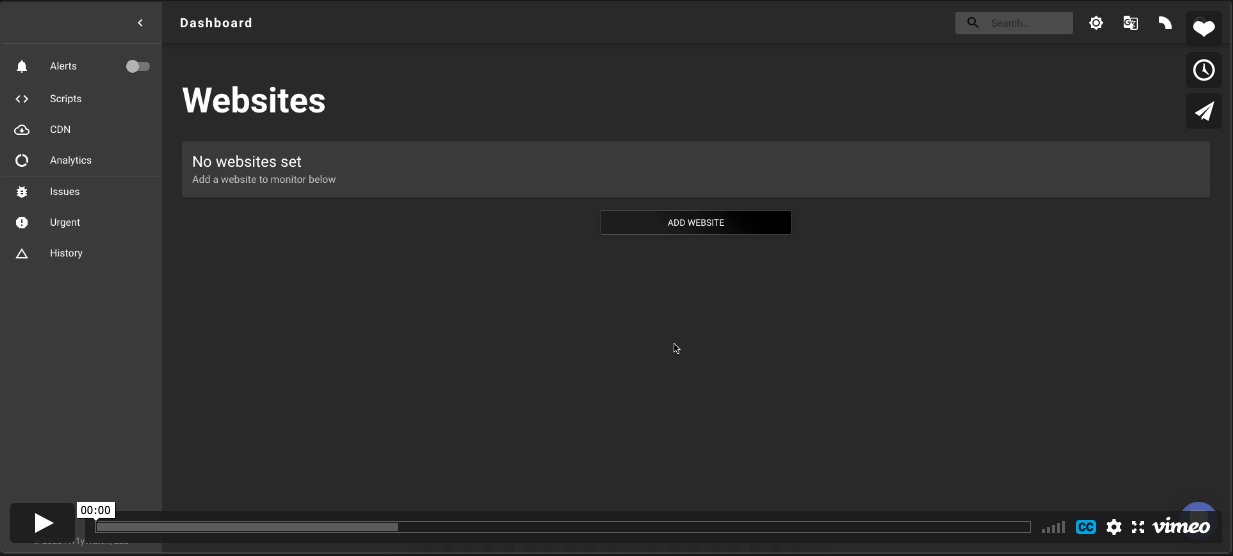 Dashboard
Search...
Alerts
Scripts
CDN
Analytics
Issues
Urgent
History
Websites
No websites set
Add a website to monitor below
ADD WEBSITE
00:00
CC
vimeo